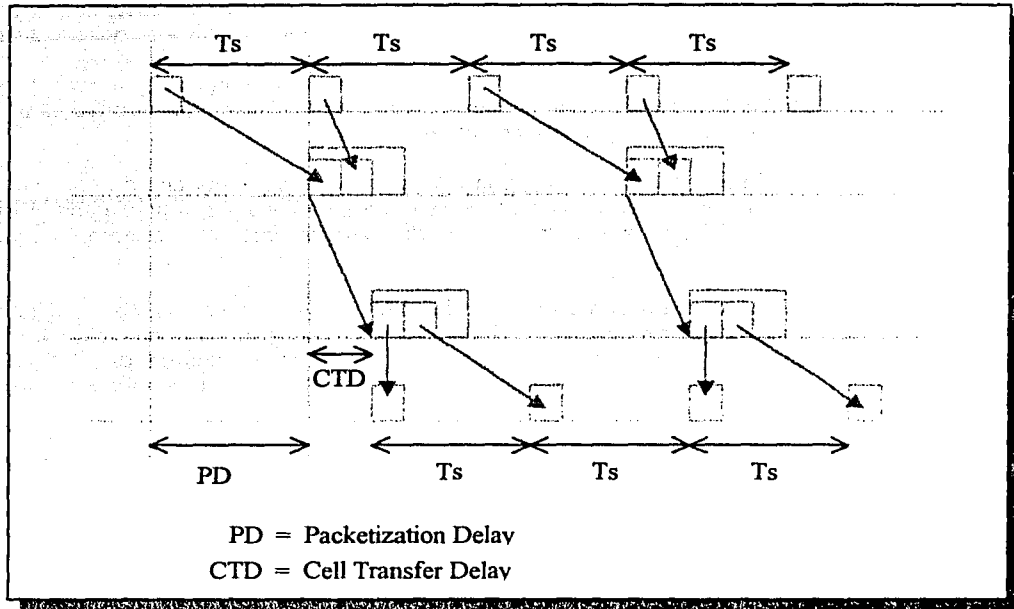 Ts Ts Ts Ts
CTD
PD Ts Ts Ts
PD = Packetization Delay
CTD = Cell Transfer Delay